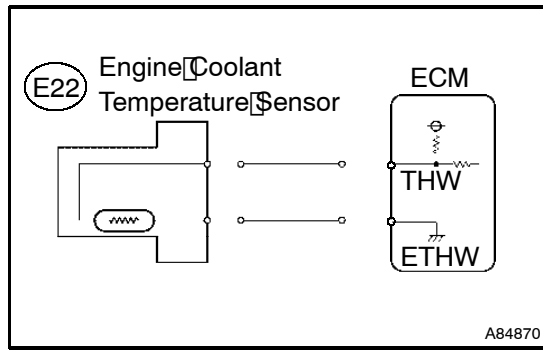 E22
Engine Coolant
Temperature Sensor
ECM
THW
ETHW
A84870